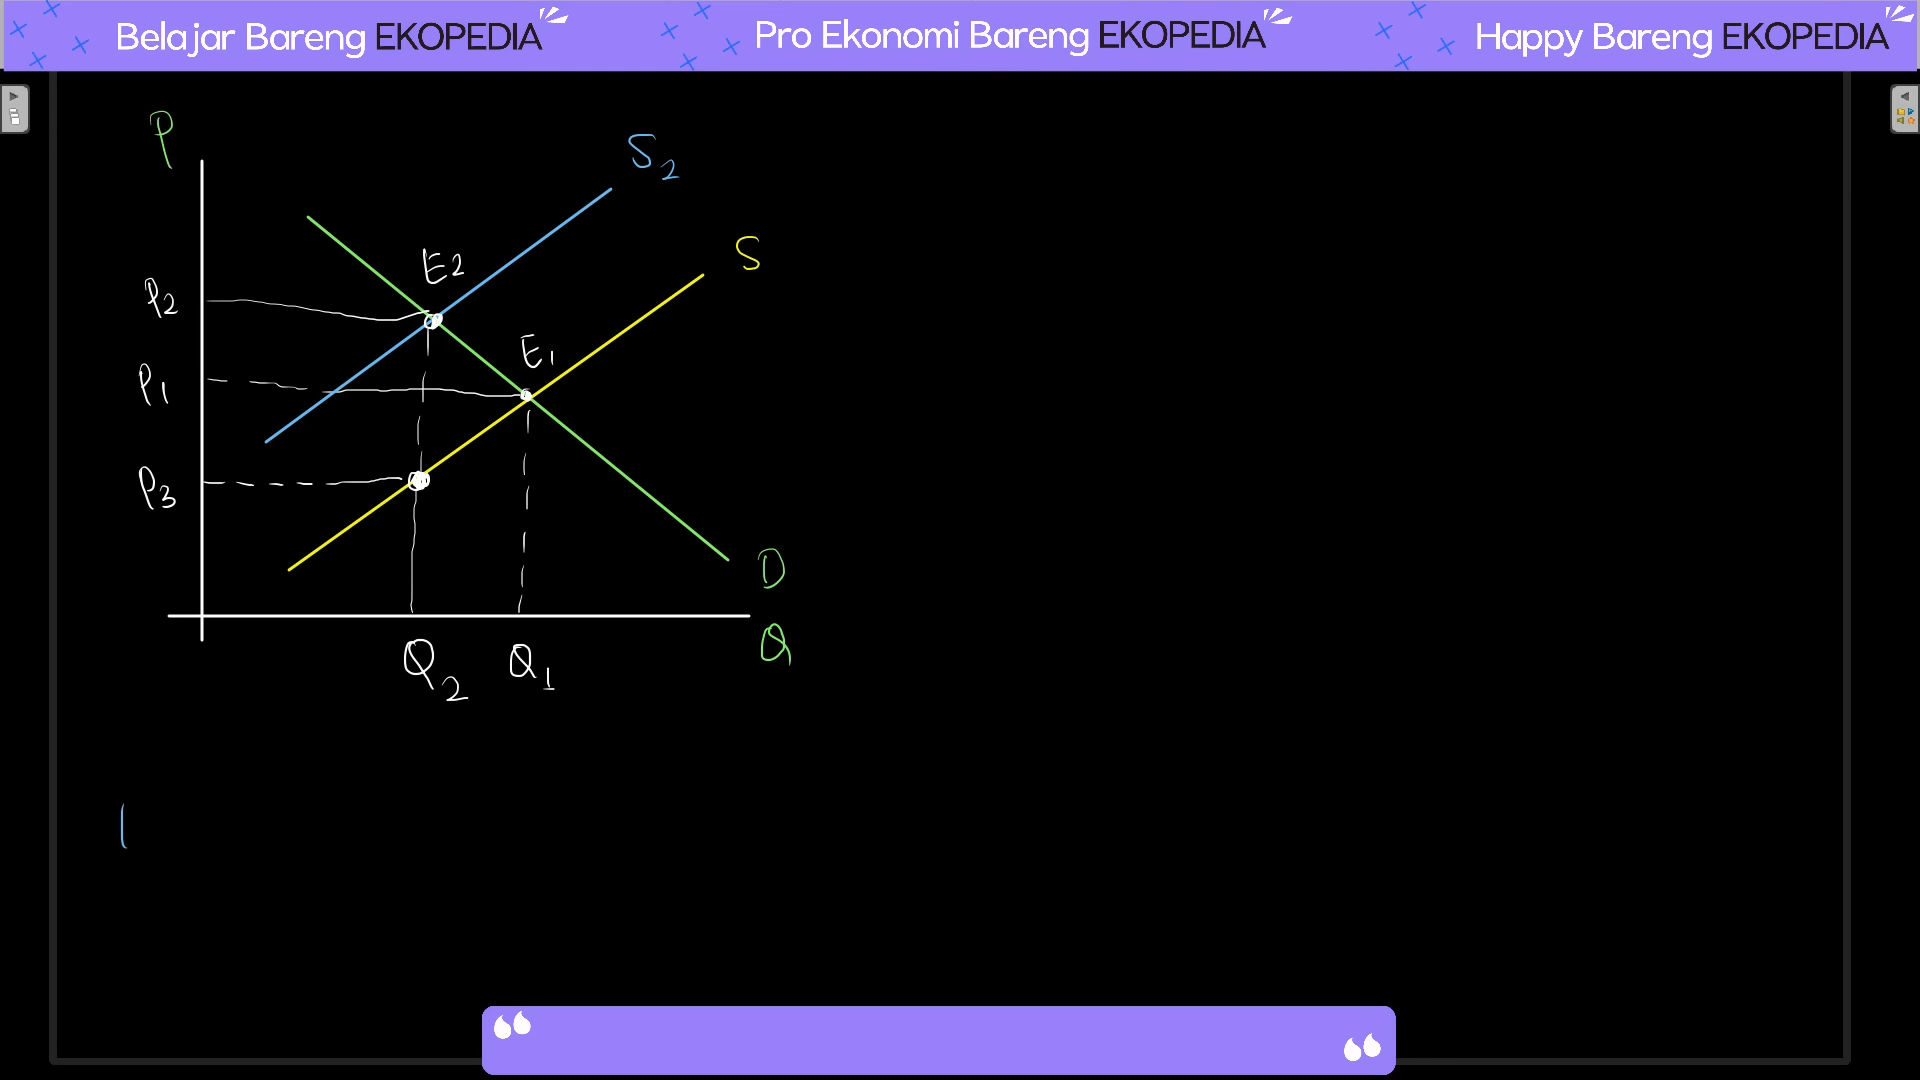 Belajar Bareng EKOPEDIA
Pro Ekonomi Bareng EKOPEDIA
Happy Bareng EKOPEDIA
P
S2
S
E2
P2
E1
P1
P3
D
Q
Q2
Q1